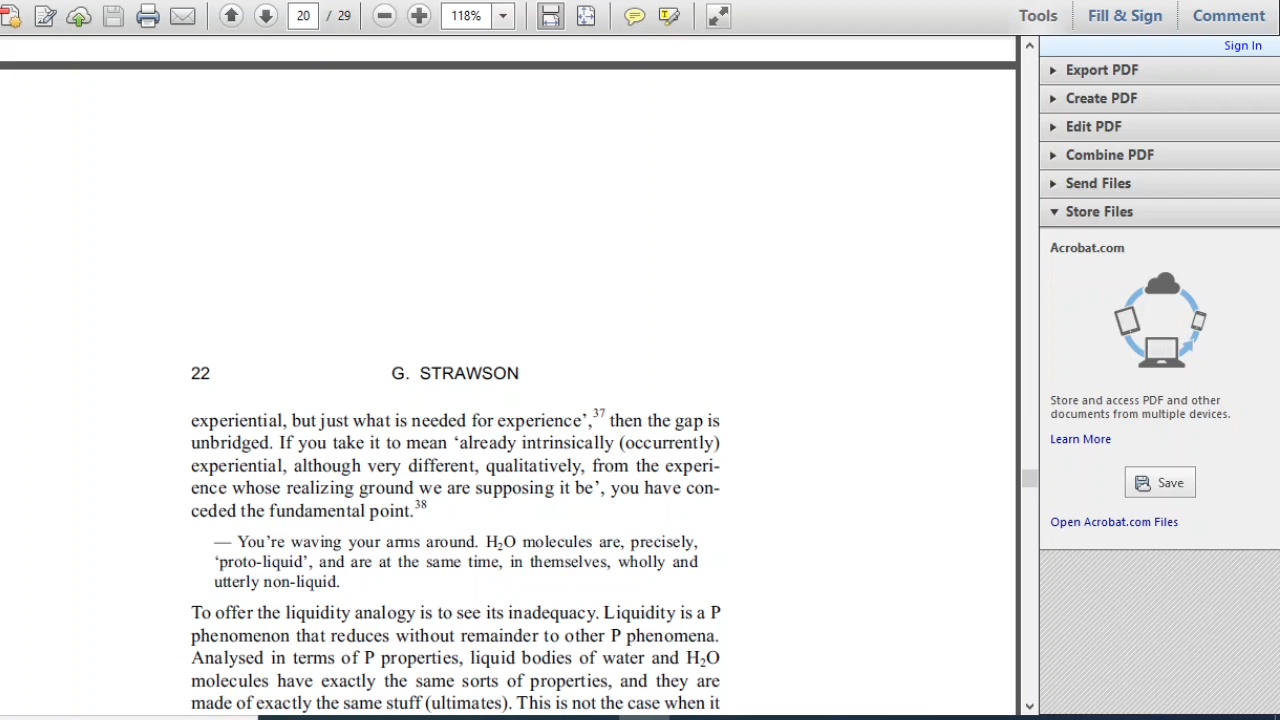 20 / 29
118%
Tools
Fill & Sign
Comment
Sign In
Export PDF
Create PDF
Edit PDF
Combine PDF
Send Files
Store Files
Acrobat.com
Store and access PDF and other
documents from multiple devices.
Learn More
Save
Open Acrobat.com Files
22 G. STRAWSON
experiential, but just what is needed for experience’,37 then the gap is
unbridged. If you take it to mean ‘already intrinsically (occurrently)
experiential, although very different, qualitatively, from the experi-
ence whose realizing ground we are supposing it be’, you have con-
ceded the fundamental point.38
— You’re waving your arms around. H2O molecules are, precisely,
‘proto-liquid’, and are at the same time, in themselves, wholly and
utterly non-liquid.
To offer the liquidity analogy is to see its inadequacy. Liquidity is a P
phenomenon that reduces without remainder to other P phenomena.
Analysed in terms of P properties, liquid bodies of water and H2O
molecules have exactly the same sorts of properties, and they are
made of exactly the same stuff (ultimates). This is not the case when it